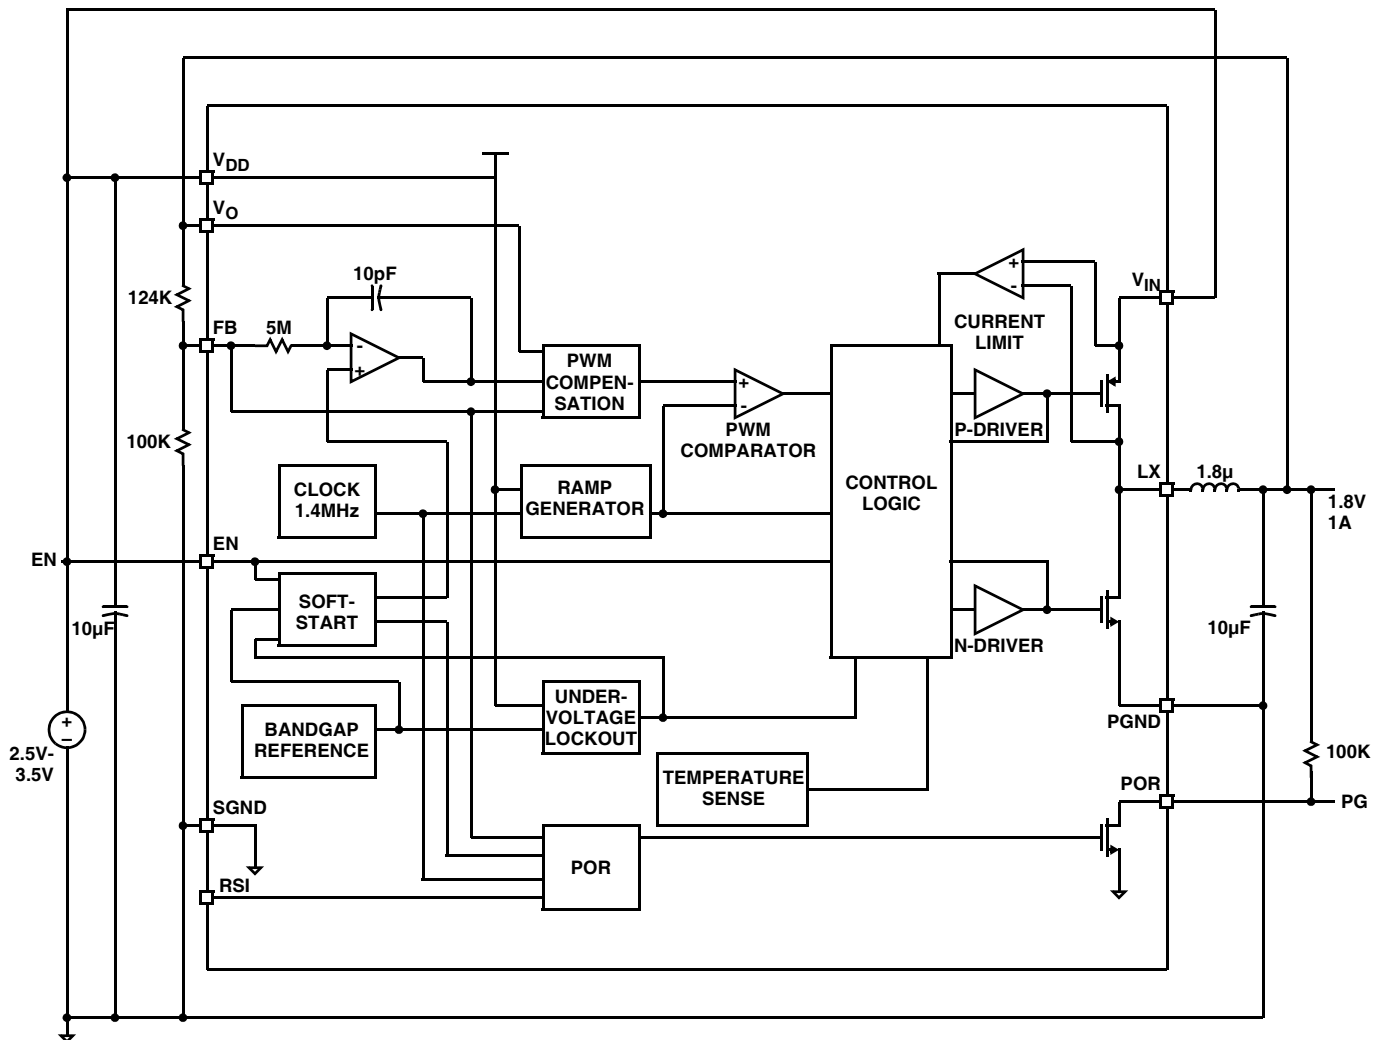 VDD
VO
10pF
124K
VIN
FB
5M
-
+
PWM
COMPEN-
SATION
+
-
CURRENT
LIMIT
+
-
PWM
COMPARATOR
P-DRIVER
100K
CLOCK
1.4MHz
RAMP
GENERATOR
CONTROL
LOGIC
LX
1.8µ
1.8V
1A
EN
EN
SOFT-
START
10µF
10µF
N-DRIVER
UNDER-
VOLTAGE
LOCKOUT
BANDGAP
REFERENCE
PGND
+
–
2.5V-
3.5V
100K
TEMPERATURE
SENSE
POR
PG
SGND
POR
RSI